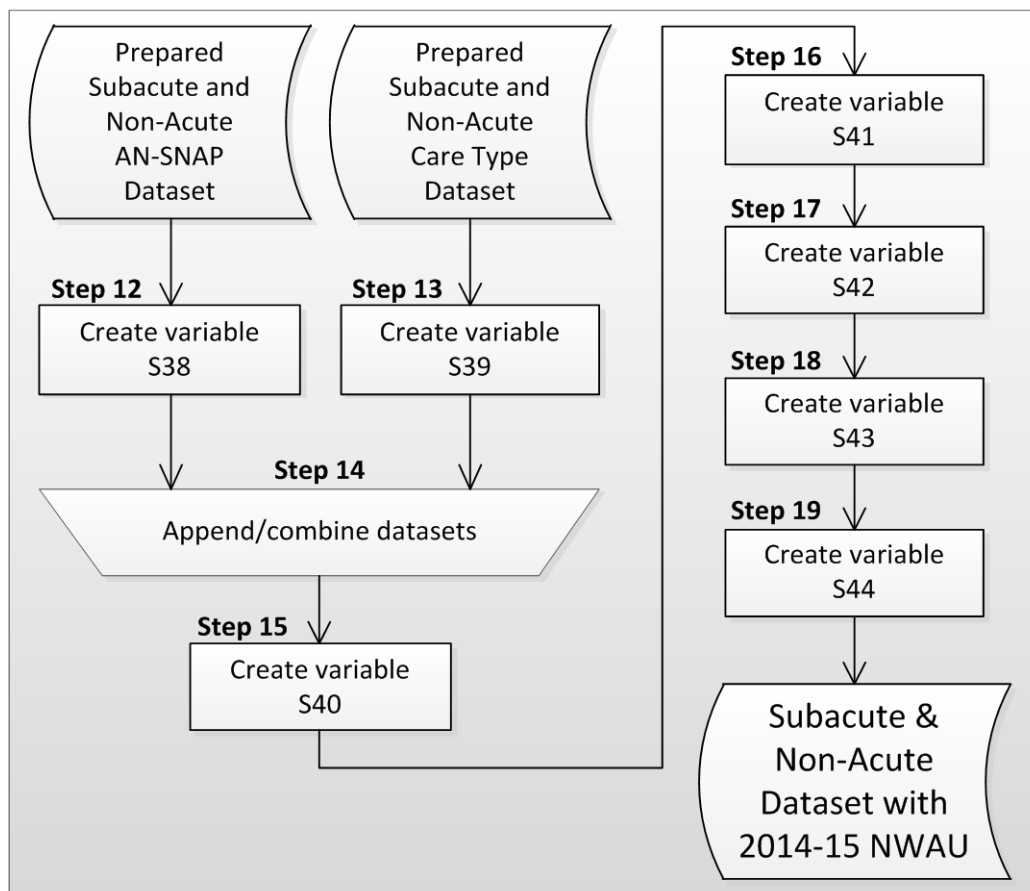 Prepared
Subacute and
Non-Acute
AN-SNAP
Dataset
Prepared
Subacute and
Non-Acute
Care Type
Dataset
Step 12
Create variable
S38
Step 13
Create variable
S39
Step 14
Append/combine datasets
Step 15
Create variable
S40
Step 16
Create variable
S41
Step 17
Create variable
S42
Step 18
Create variable
S43
Step 19
Create variable
S44
Subacute &
Non-Acute
Dataset with
2014-15 NWAU